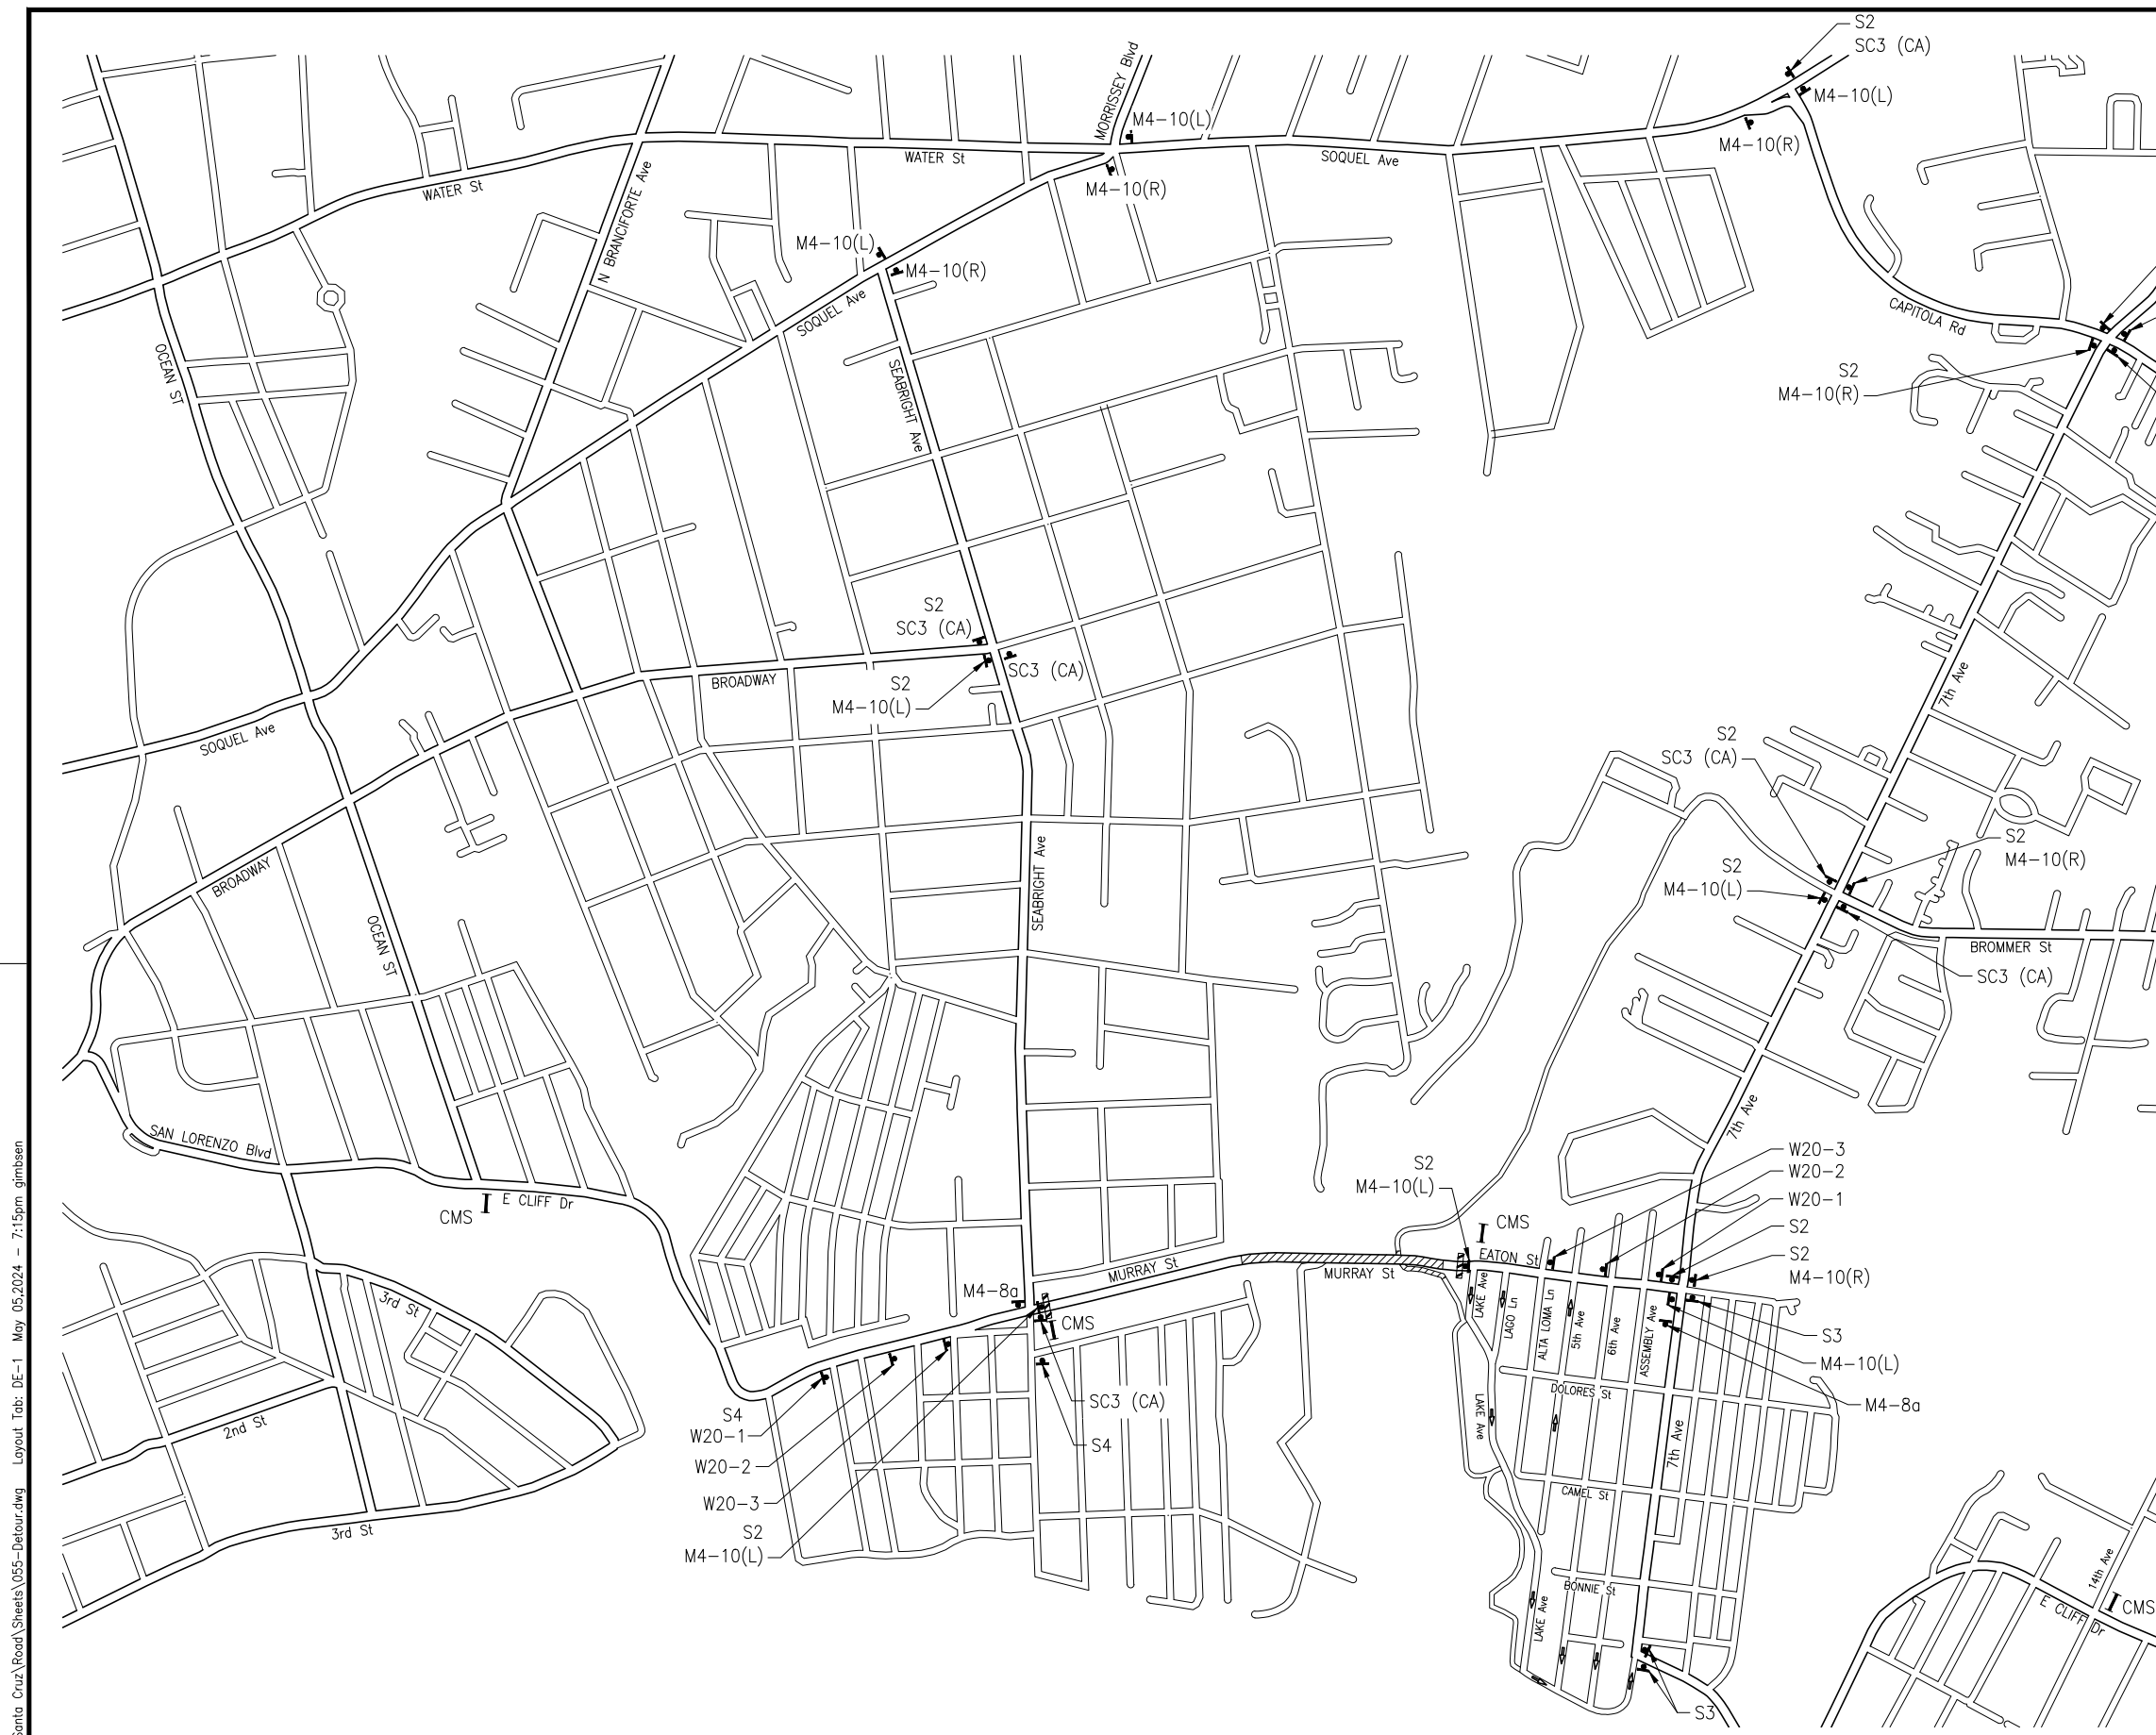 S2
SC3 (CA)
MORRISSEY Blvd
M4-10(L)
M4-10(L)
M4-10(R)
WATER St
SOQUEL Ave
WATER St
M4-10(R)
N BRANCIFORTE Ave
M4-10(L)
M4-10(R)
SOQUEL Ave
CAPITOLA Rd
OCEAN ST
SEABRIGHT Ave
S2
M4-10(R)
S2
SC3 (CA)
SC3 (CA)
BROADWAY
S2
M4-10(L)
7th Ave
SOQUEL Ave
S2
SC3 (CA)
S2
M4-10(R)
S2
M4-10(L)
BROADWAY
SEABRIGHT Ave
OCEAN ST
BROMMER St
SC3 (CA)
7th Ave
SAN LORENZO Blvd
W20-3
S2
M4-10(L)
W20-2
W20-1
E CLIFF Dr
CMS
CMS
S2
EATON St
S2
M4-10(R)
MURRAY St
MURRAY St
M4-8a
3rd St
CMS
LAKE Ave
LAGO Ln
ALTA LOMA Ln
5th Ave
6th Ave
ASSEMBLY Ave
S3
M4-10(L)
DOLORES St
M4-8a
SC3 (CA)
LAKE Ave
2nd St
S4
W20-1
S4
7th Ave
W20-2
CAMEL St
W20-3
3rd St
S2
M4-10(L)
BONNIE St
14th Ave
LAKE Ave
E CLIFF Dr
CMS
S3
Santa Cruz\Road\Sheets\055-Detour.dwg Layout Tab: DE-1 May 05,2024 - 7:15pm gimbsen